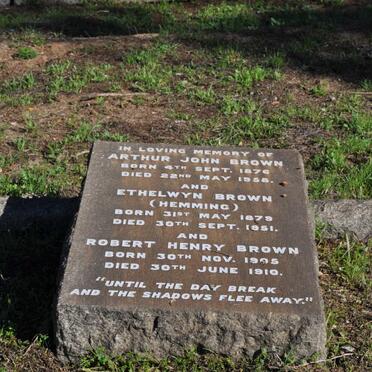 IN LOVING MEMORY OF
ARTHUR JOHN BROWN
BORN 4TH SEPT. 1876
DIED 22ND MAY 1958.
AND
ETHELWYN BROWN
(HEMMING)
BORN 31ST MAY 1879
DIED 30TH SEPT. 1951.
AND
ROBERT HENRY BROWN
BORN 30TH NOV. 1905
DIED 30TH JUNE 1910.
"UNTIL THE DAY BREAK
AND THE SHADOWS FLEE AWAY."